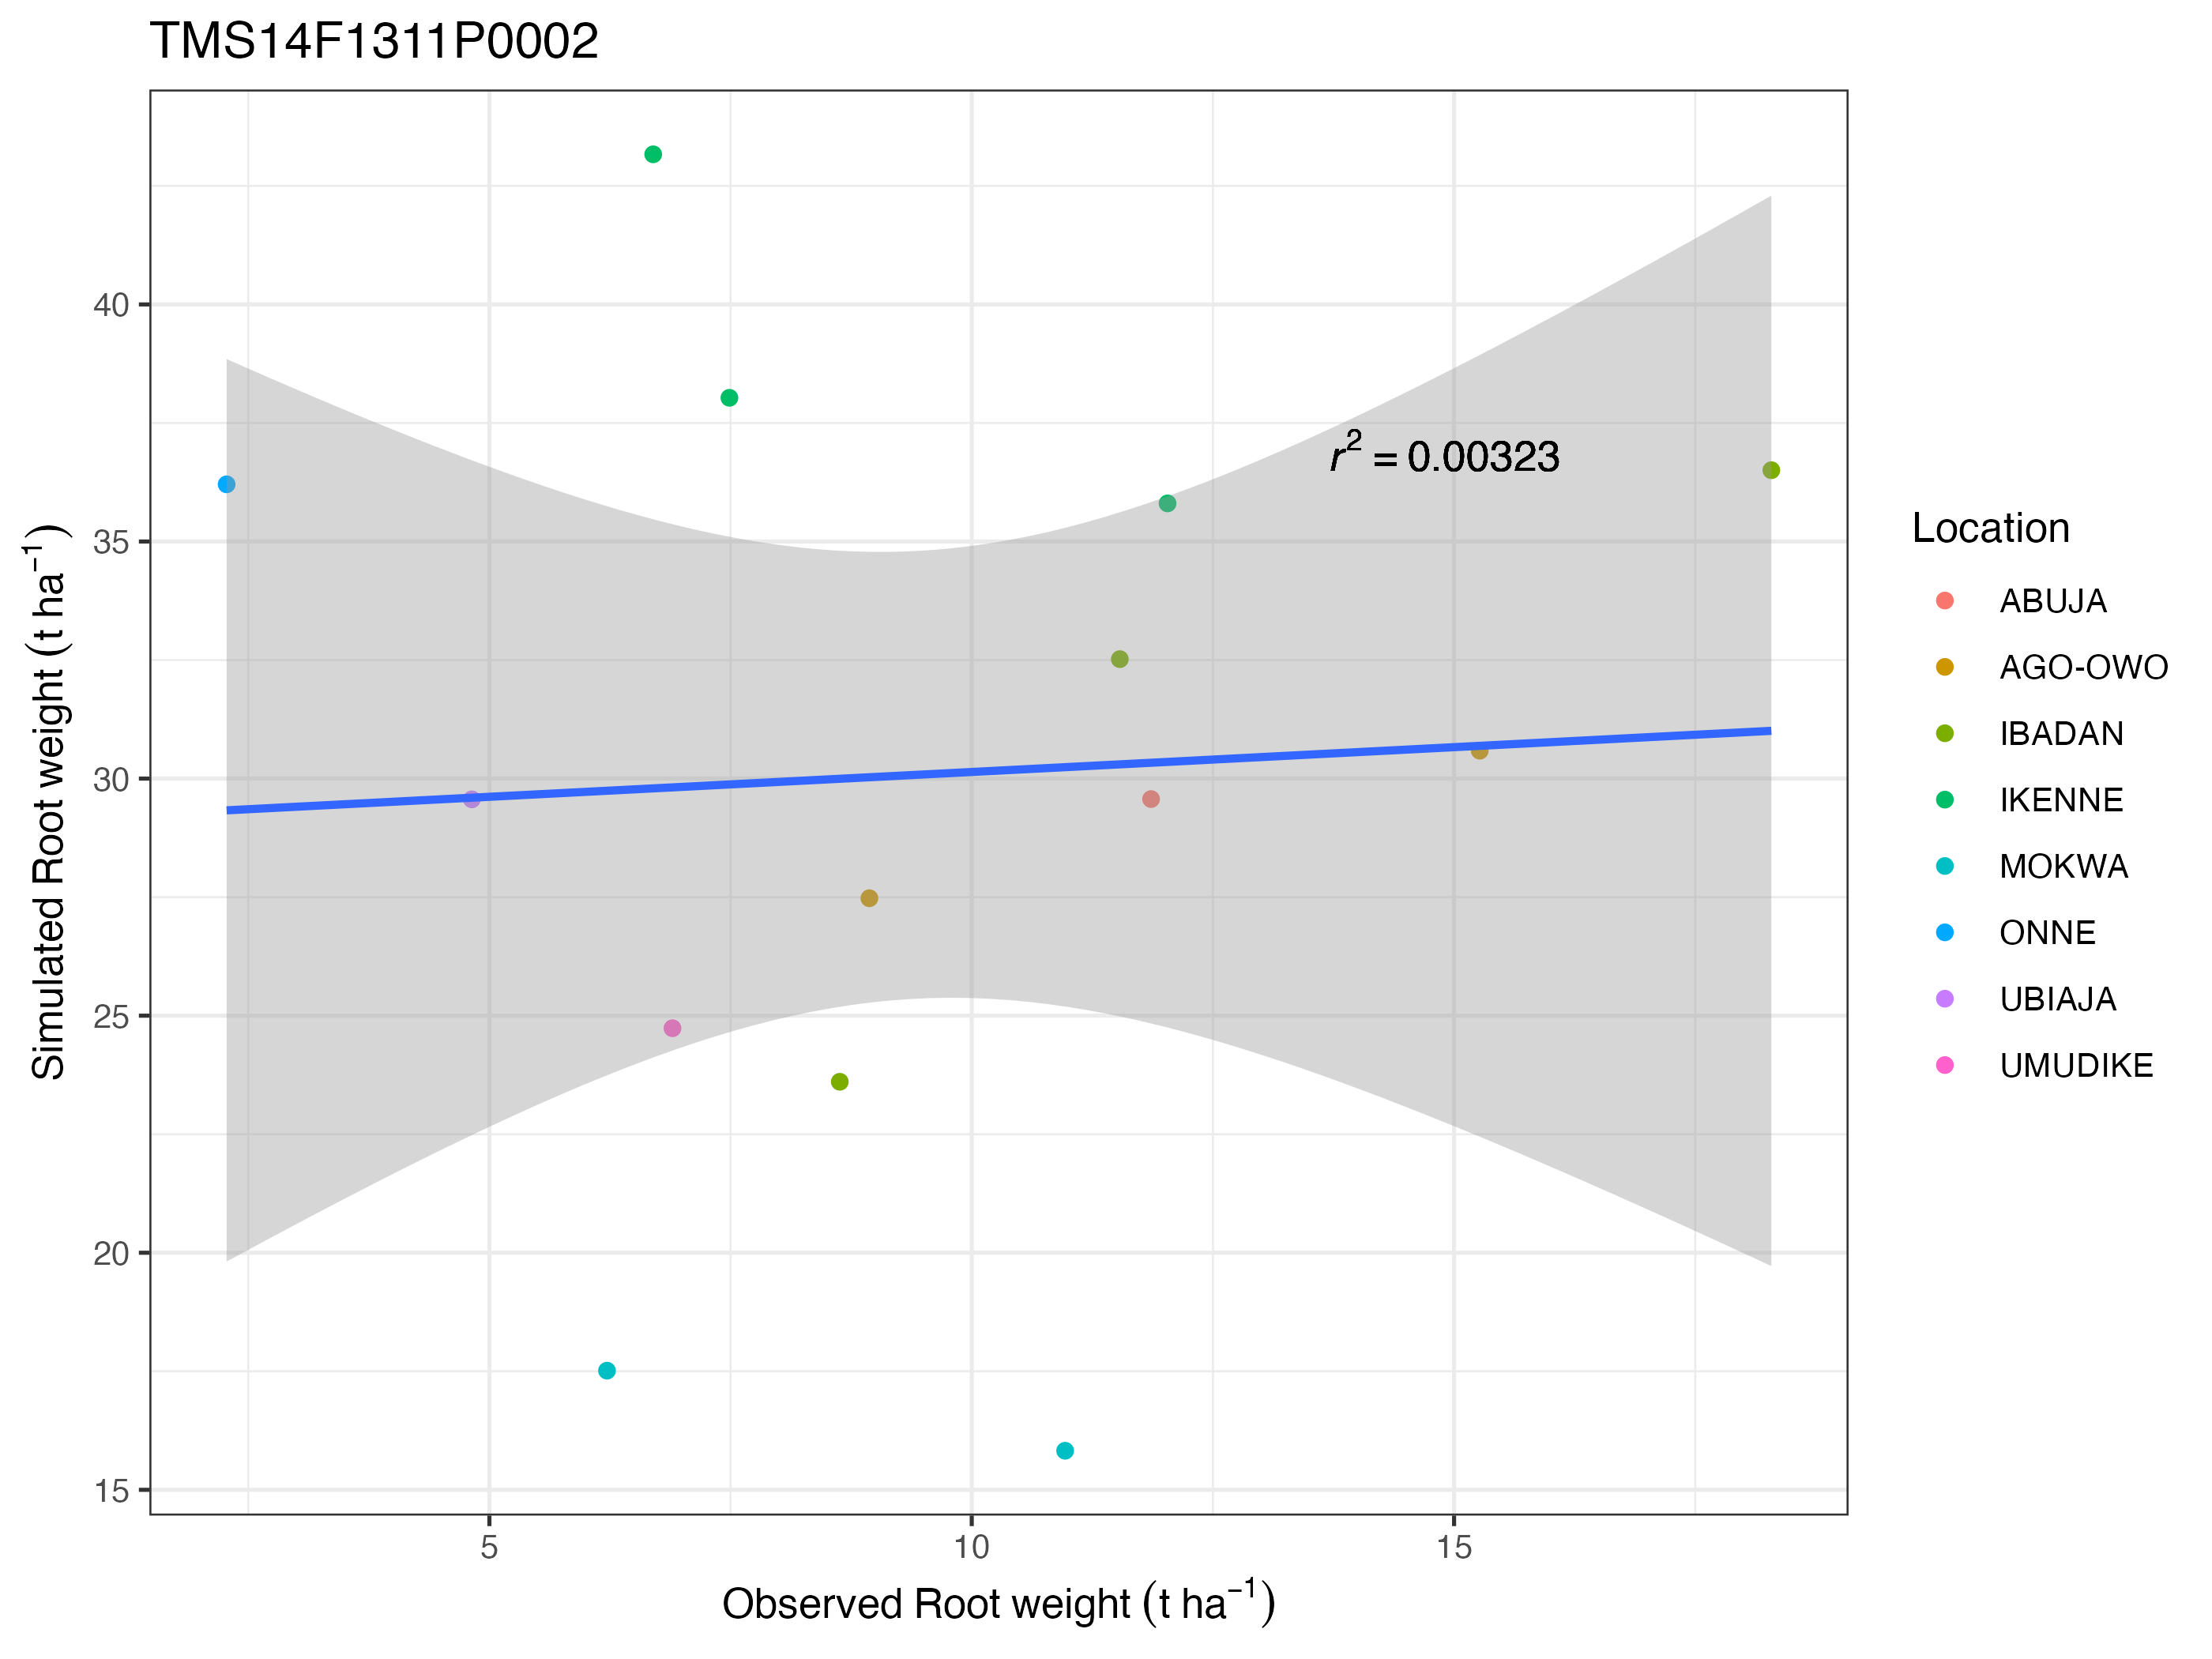 TMS14F1311P0002
Simulated Root weight (t ha⁻¹)
40
35
30
25
20
15
r² = 0.00323
5
10
15
Observed Root weight (t ha⁻¹)
Location
ABUJA
AGO-OWO
IBADAN
IKENNE
MOKWA
ONNE
UBIAJA
UMUDIKE